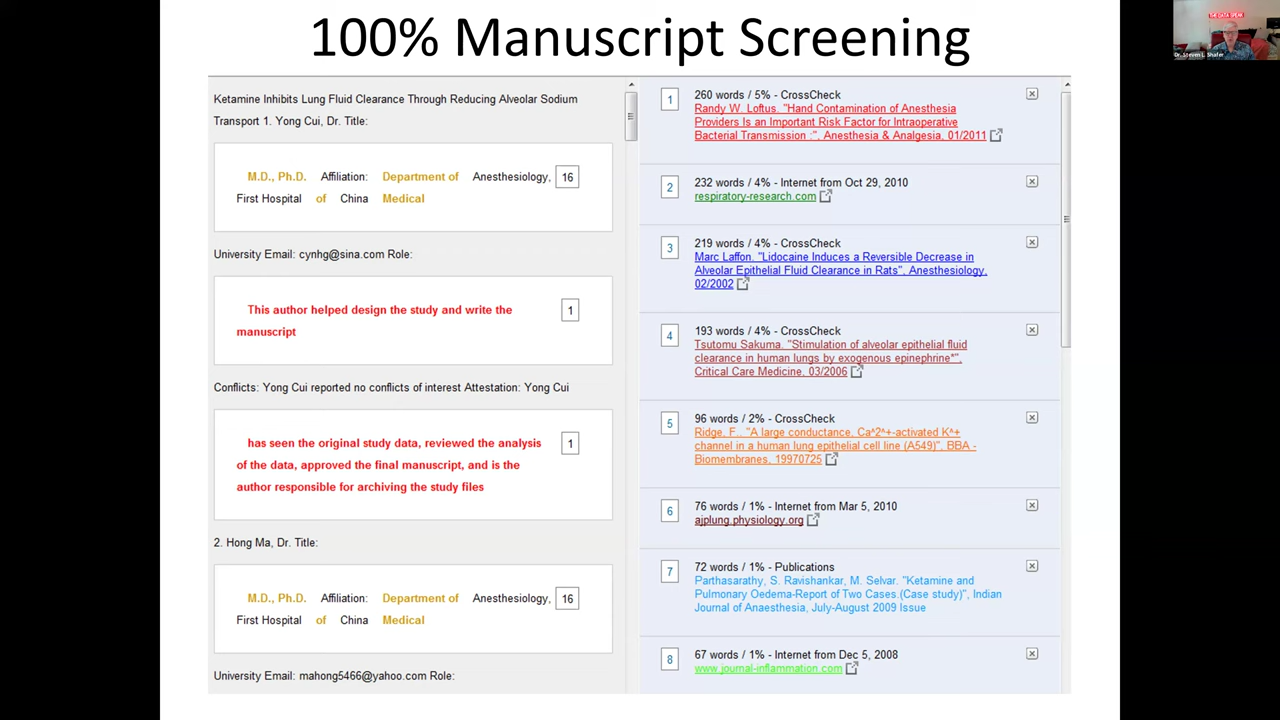 100% Manuscript Screening
THE DATA SPEAK
Dr. Steven L. Shafer
Ketamine Inhibits Lung Fluid Clearance Through Reducing Alveolar Sodium
Transport 1. Yong Cui, Dr. Title:
M.D., Ph.D. Affiliation: Department of Anesthesiology, 16
First Hospital of China Medical
University Email: cynhg@sina.com Role:
This author helped design the study and write the 1
manuscript
Conflicts: Yong Cui reported no conflicts of interest Attestation: Yong Cui
has seen the original study data, reviewed the analysis 1
of the data, approved the final manuscript, and is the
author responsible for archiving the study files
2. Hong Ma, Dr. Title:
M.D., Ph.D. Affiliation: Department of Anesthesiology, 16
First Hospital of China Medical
University Email: mahong5466@yahoo.com Role:
1 260 words / 5% - CrossCheck
Randy W. Loftus. "Hand Contamination of Anesthesia
Providers Is an Important Risk Factor for Intraoperative
Bacterial Transmission :", Anesthesia & Analgesia, 01/2011
2 232 words / 4% - Internet from Oct 29, 2010
respiratory-research.com
3 219 words / 4% - CrossCheck
Marc Laffon. "Lidocaine Induces a Reversible Decrease in
Alveolar Epithelial Fluid Clearance in Rats", Anesthesiology,
02/2002
4 193 words / 4% - CrossCheck
Tsutomu Sakuma. "Stimulation of alveolar epithelial fluid
clearance in human lungs by exogenous epinephrine*",
Critical Care Medicine, 03/2006
5 96 words / 2% - CrossCheck
Ridge, F.. "A large conductance, Ca^2^+-activated K^+
channel in a human lung epithelial cell line (A549)", BBA -
Biomembranes, 19970725
6 76 words / 1% - Internet from Mar 5, 2010
ajplung.physiology.org
7 72 words / 1% - Publications
Parthasarathy, S. Ravishankar, M. Selvar. "Ketamine and
Pulmonary Oedema-Report of Two Cases.(Case study)", Indian
Journal of Anaesthesia, July-August 2009 Issue
8 67 words / 1% - Internet from Dec 5, 2008
www.journal-inflammation.com